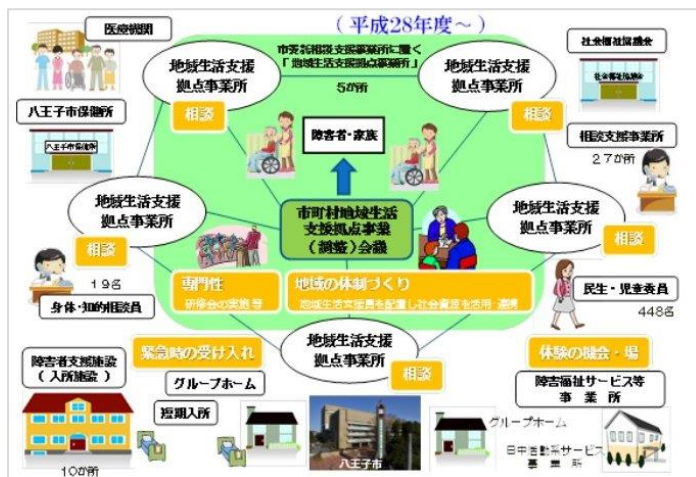 (平成28年度~)
医療機関
市委託相談支援事業所に置く
「地域生活支援拠点事業所」
5か所
社会福祉協議会
社会福祉協議会
地域生活支援
拠点事業所
相談
地域生活支援
拠点事業所
相談
八王子市保健所
八王子市保健所
障害者・家族
相談支援事業所
27か所
地域生活支援
拠点事業所
相談
市町村地域生活
支援拠点事業
(調整)会議
地域生活支援
拠点事業所
相談
19名
身体・知的相談員
専門性
研修会の実施等
地域の体制づくり
地域生活支援員を配置し社会資源を活用・連携
民生・児童委員
448名
障害者支援施設
(入所施設)
10か所
緊急時の受け入れ
グループホーム
短期入所
地域生活支援
拠点事業所
相談
体験の機会・場
障害福祉サービス等
事業所
八王子市
グループホーム
日中活動系サービス
事業所